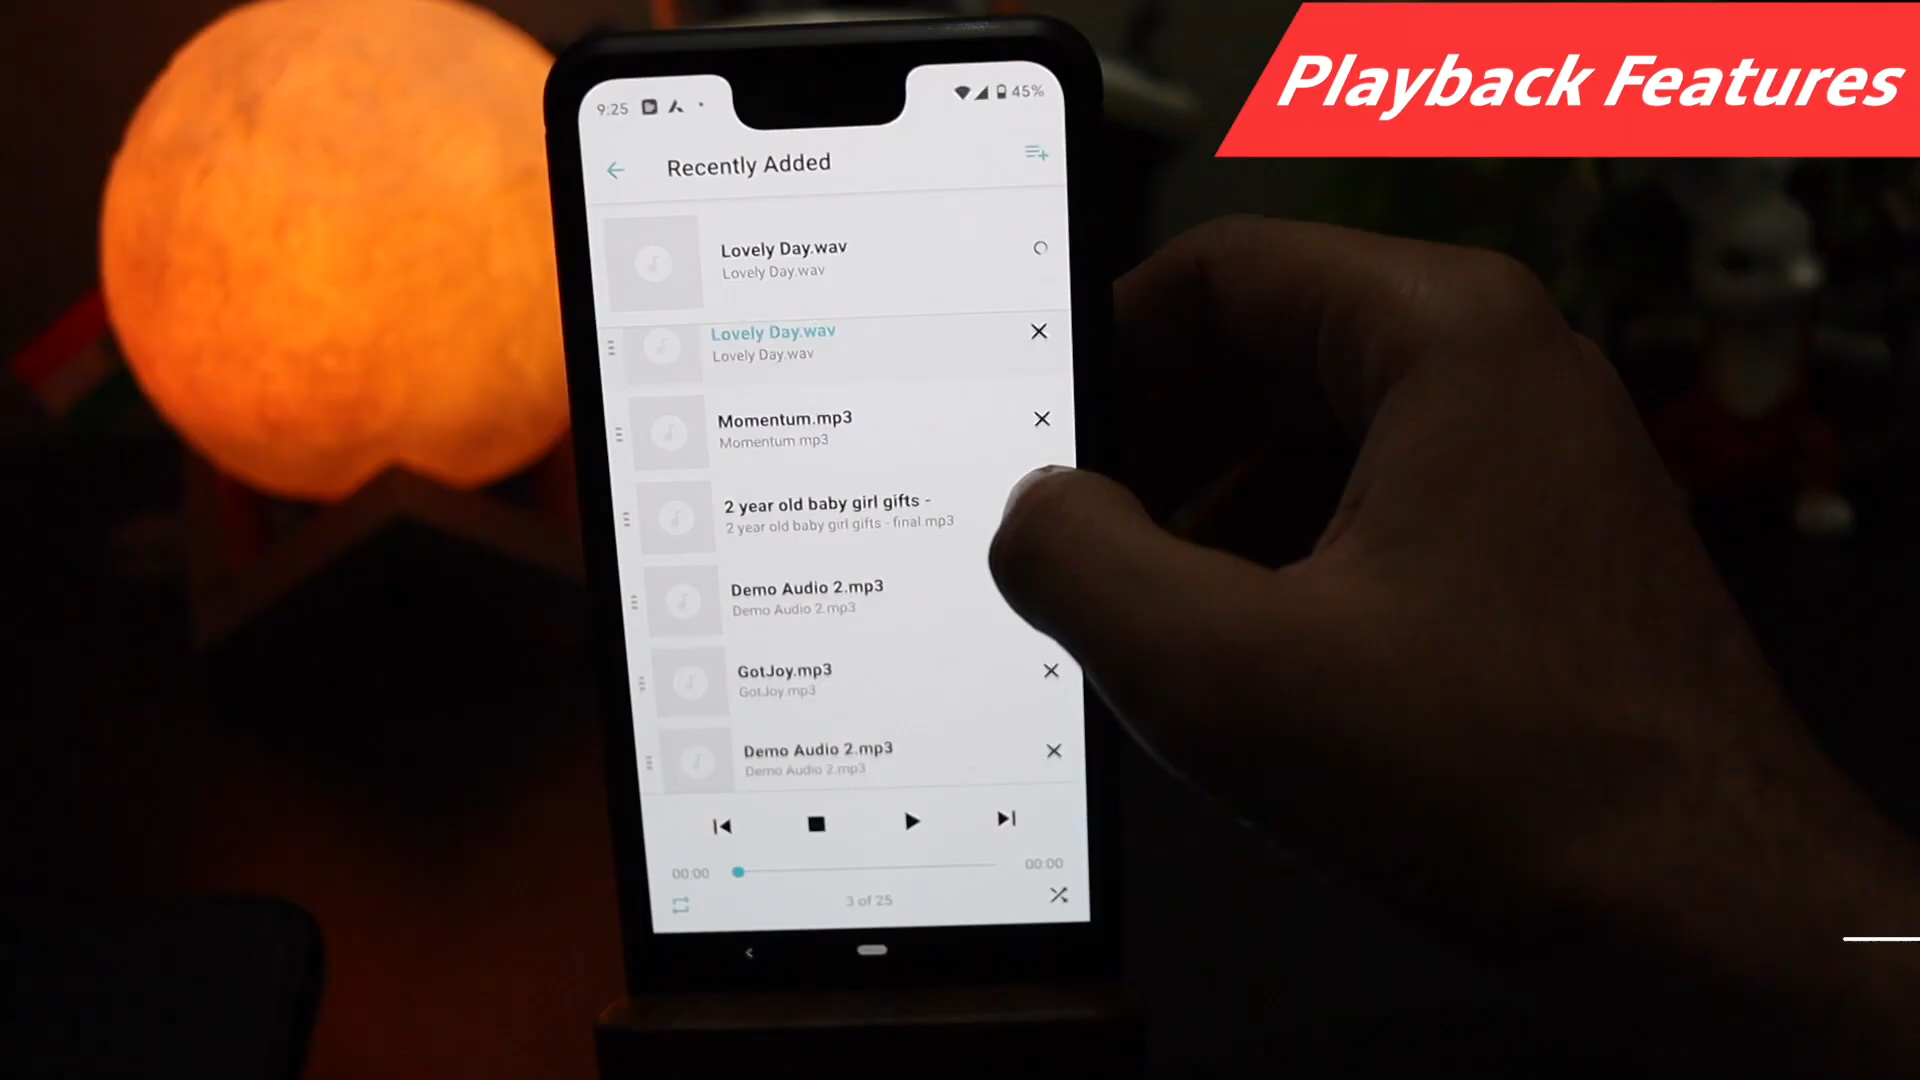 Playback Features
9:25
45%
Recently Added
Lovely Day.wav
Lovely Day.wav
Lovely Day.wav
Lovely Day.wav
Momentum.mp3
Momentum.mp3
2 year old baby girl gifts -
2 year old baby girl gifts - final.mp3
Demo Audio 2.mp3
Demo Audio 2.mp3
GotJoy.mp3
GotJoy.mp3
Demo Audio 2.mp3
Demo Audio 2.mp3
00:00
00:00
3 of 25